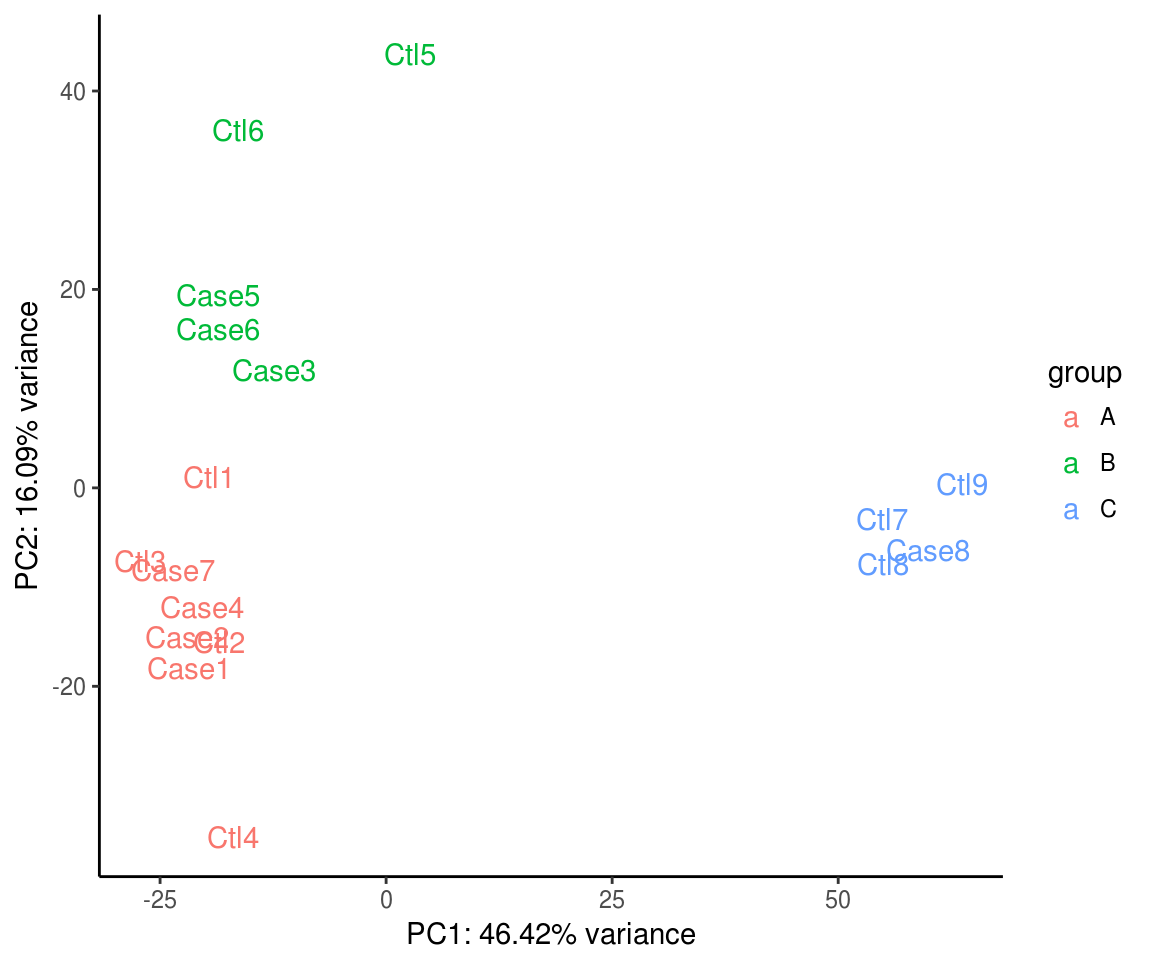 Ctl5
40
Ctl6
20
Case5
Case6
Case3
group
a A
a B
a C
Ctl1
0
Ctl9
Ctl7
Case8
Ctl8
Ctl3
Case7
Case4
Case2
Ctl2
Case1
-20
Ctl4
-25 0 25 50
PC1: 46.42% variance
PC2: 16.09% variance